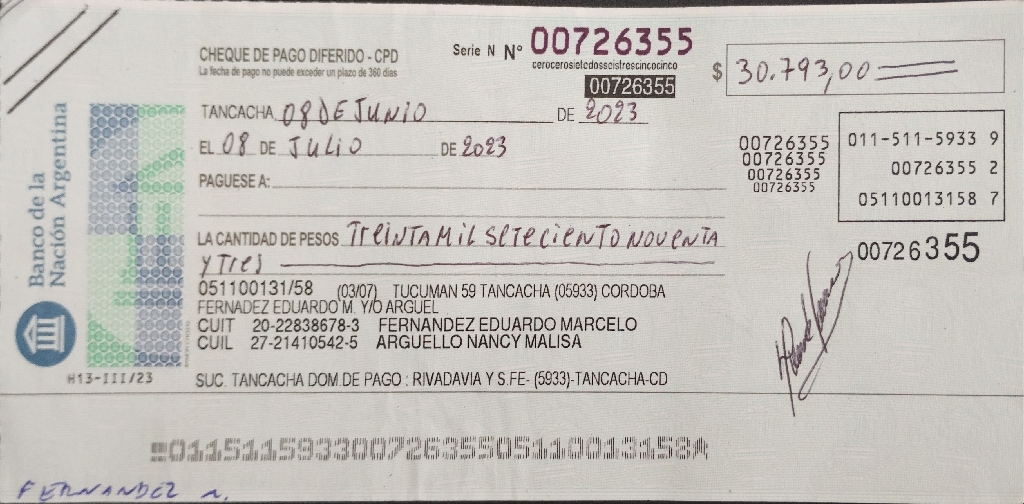 CHEQUE DE PAGO DIFERIDO - CPD
La fecha de pago no puede exceder un plazo de 360 días
Serie N Nº 00726355
cerocerosietedosseistrescincocinco
00726355
$ 30.793,00
TANCACHA 08 DE JUNIO DE 2023
EL 08 DE JULIO DE 2023
PAGUESE A:
LA CANTIDAD DE PESOS TREINTA MIL SETECIENTO NOVENTA
Y TRES
00726355
00726355
00726355
00726355
011-511-5933 9
00726355 2
05110013158 7
00726355
051100131/58 (03/07) TUCUMAN 59 TANCACHA (05933) CORDOBA
FERNADEZ EDUARDO M. Y/O ARGUEL
CUIT 20-22838678-3 FERNANDEZ EDUARDO MARCELO
CUIL 27-21410542-5 ARGUELLO NANCY MALISA
SUC. TANCACHA DOM.DE PAGO : RIVADAVIA Y S.FE- (5933)-TANCACHA-CD
Banco de la
Nación Argentina
H13-III/23
01151159330072635505110013158
FERNANDEZ